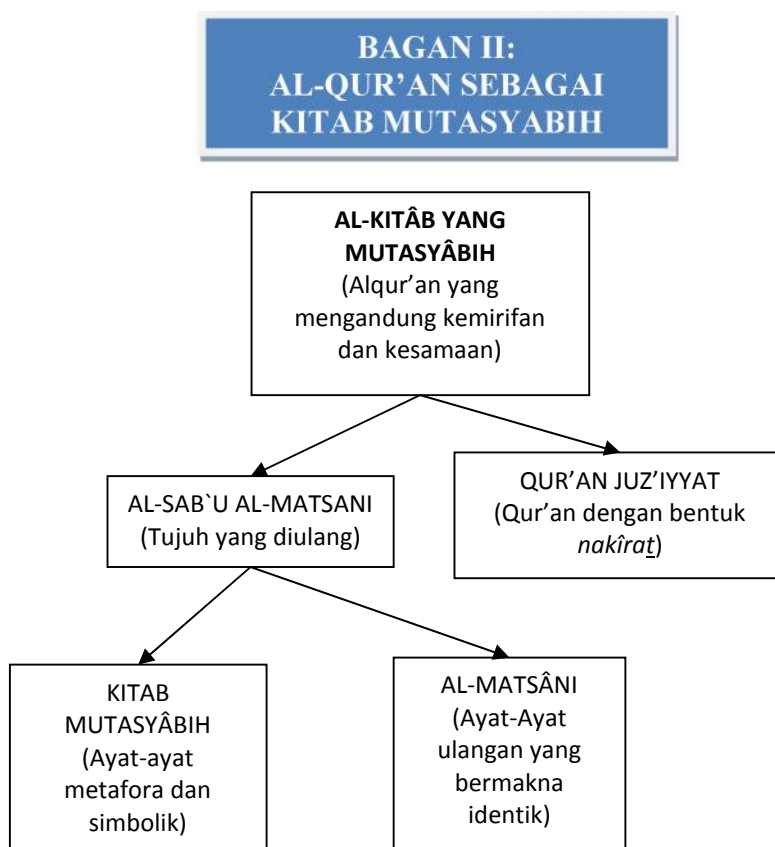 BAGAN II:
AL-QUR’AN SEBAGAI
KITAB MUTASYABIH
AL-KITÂB YANG
MUTASYÂBIH
(Alqur’an yang
mengandung kemirifan
dan kesamaan)
AL-SAB`U AL-MATSANI
(Tujuh yang diulang)
QUR’AN JUZ’IYYAT
(Qur’an dengan bentuk
nakîrat)
KITAB
MUTASYÂBIH
(Ayat-ayat
metafora dan
simbolik)
AL-MATSÂNI
(Ayat-Ayat
ulangan yang
bermakna
identik)